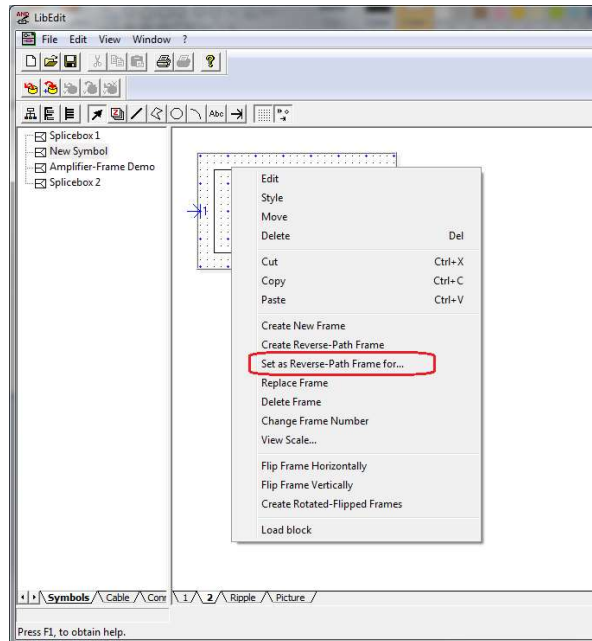 AMP
LibEdit
File Edit View Window ?
Abc
Splicebox 1
New Symbol
Amplifier-Frame Demo
Splicebox 2
1
Edit
Style
Move
Delete Del
Cut Ctrl+X
Copy Ctrl+C
Paste Ctrl+V
Create New Frame
Create Reverse-Path Frame
Set as Reverse-Path Frame for...
Replace Frame
Delete Frame
Change Frame Number
View Scale...
Flip Frame Horizontally
Flip Frame Vertically
Create Rotated-Flipped Frames
Load block
Symbols Cable Conr 1 2 Ripple Picture
Press F1, to obtain help.